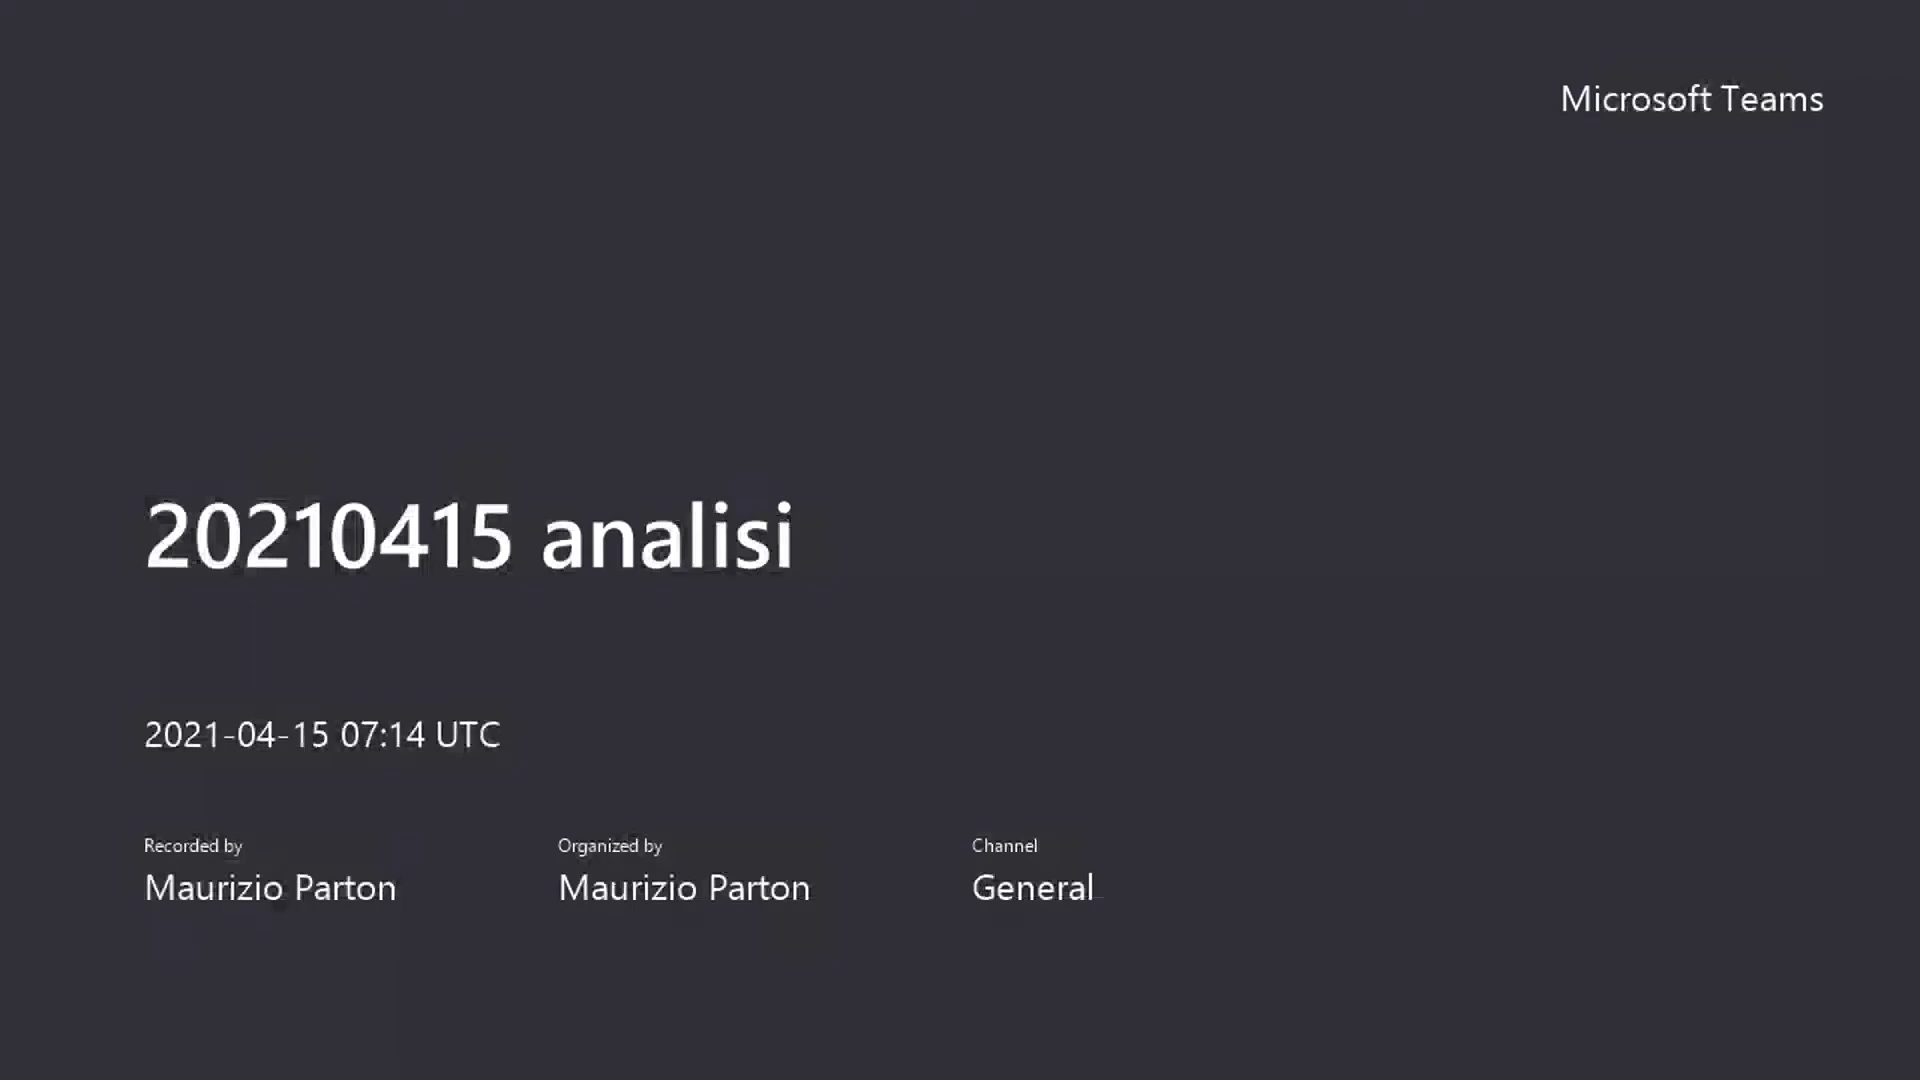 Microsoft Teams
20210415 analisi
2021-04-15 07:14 UTC
Recorded by
Maurizio Parton
Organized by
Maurizio Parton
Channel
General